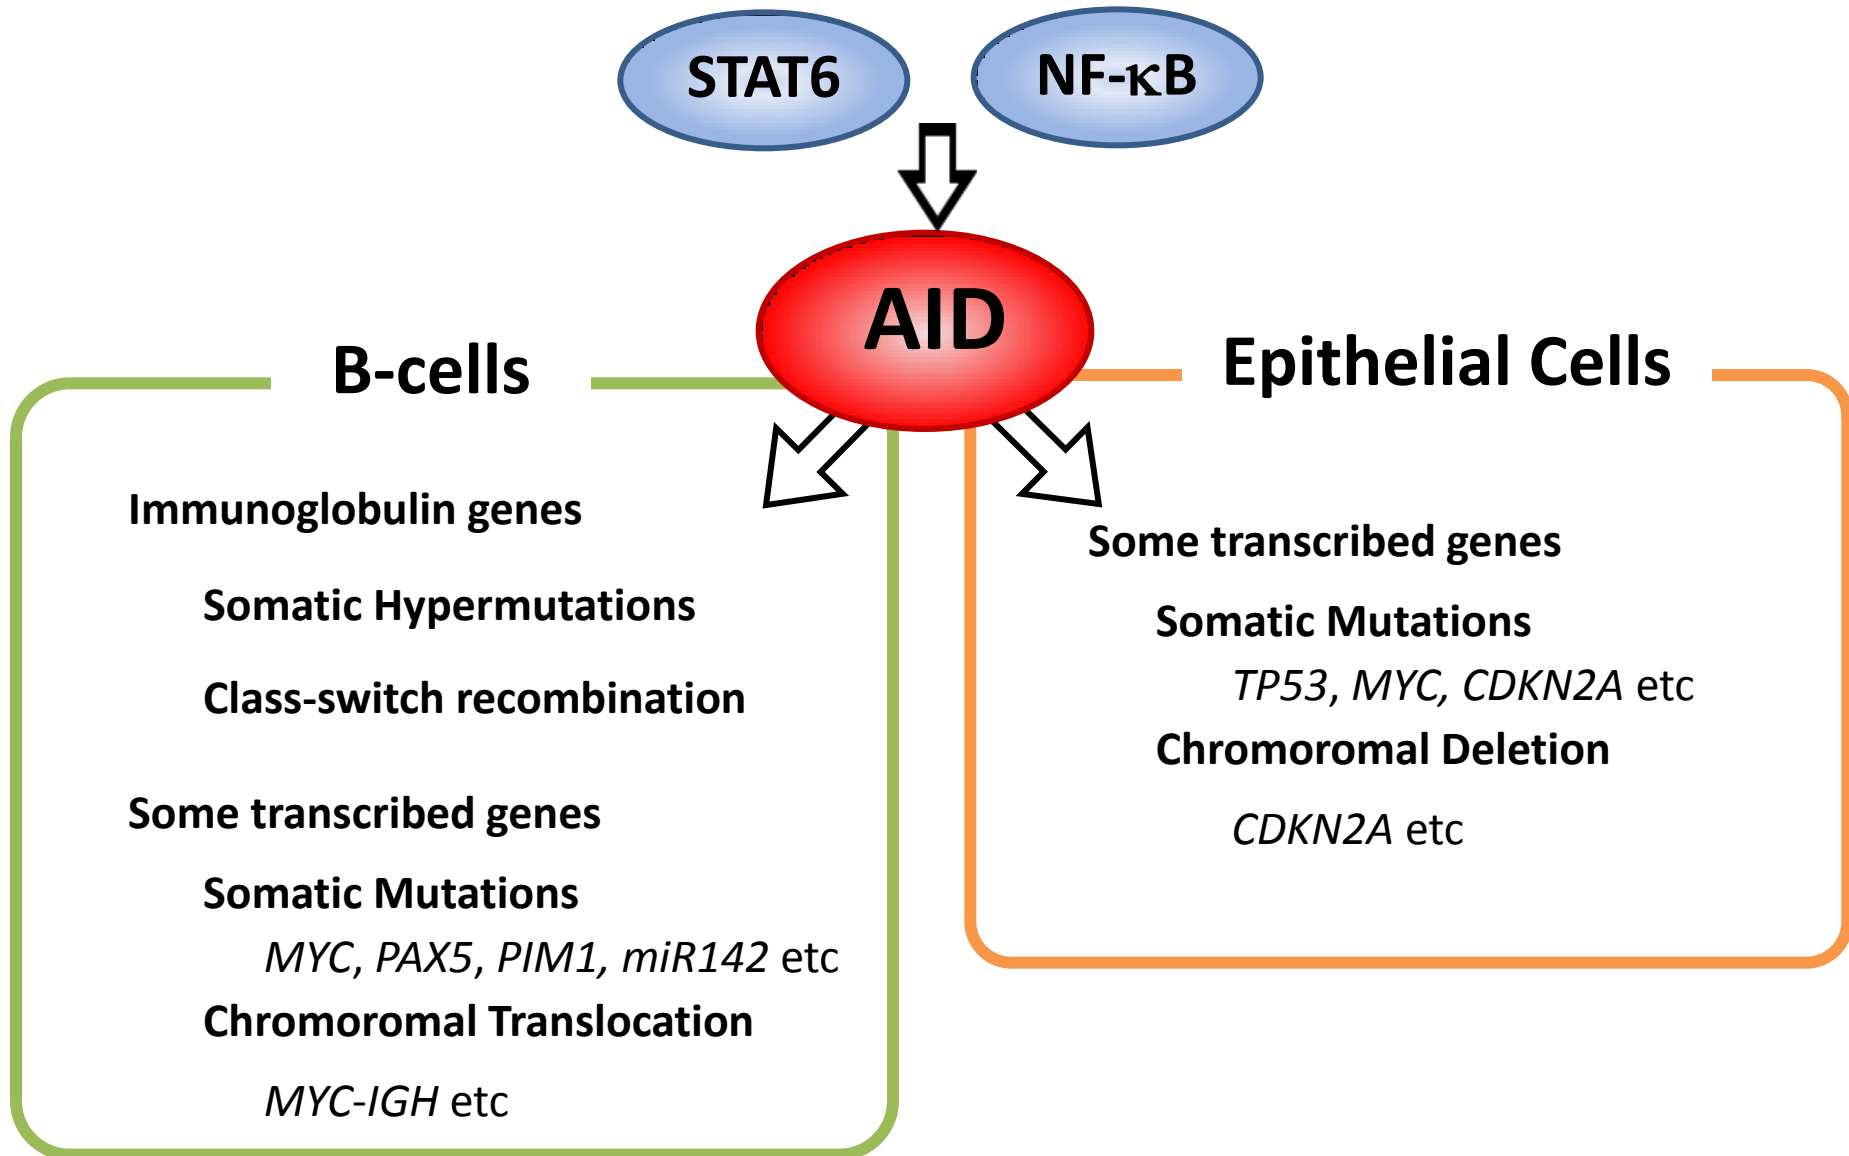 STAT6
NF-κB
AID
B-cells
Immunoglobulin genes
Somatic Hypermutations
Class-switch recombination
Some transcribed genes
Somatic Mutations
MYC, PAX5, PIM1, miR142 etc
Chromoromal Translocation
MYC-IGH etc
Epithelial Cells
Some transcribed genes
Somatic Mutations
TP53, MYC, CDKN2A etc
Chromoromal Deletion
CDKN2A etc